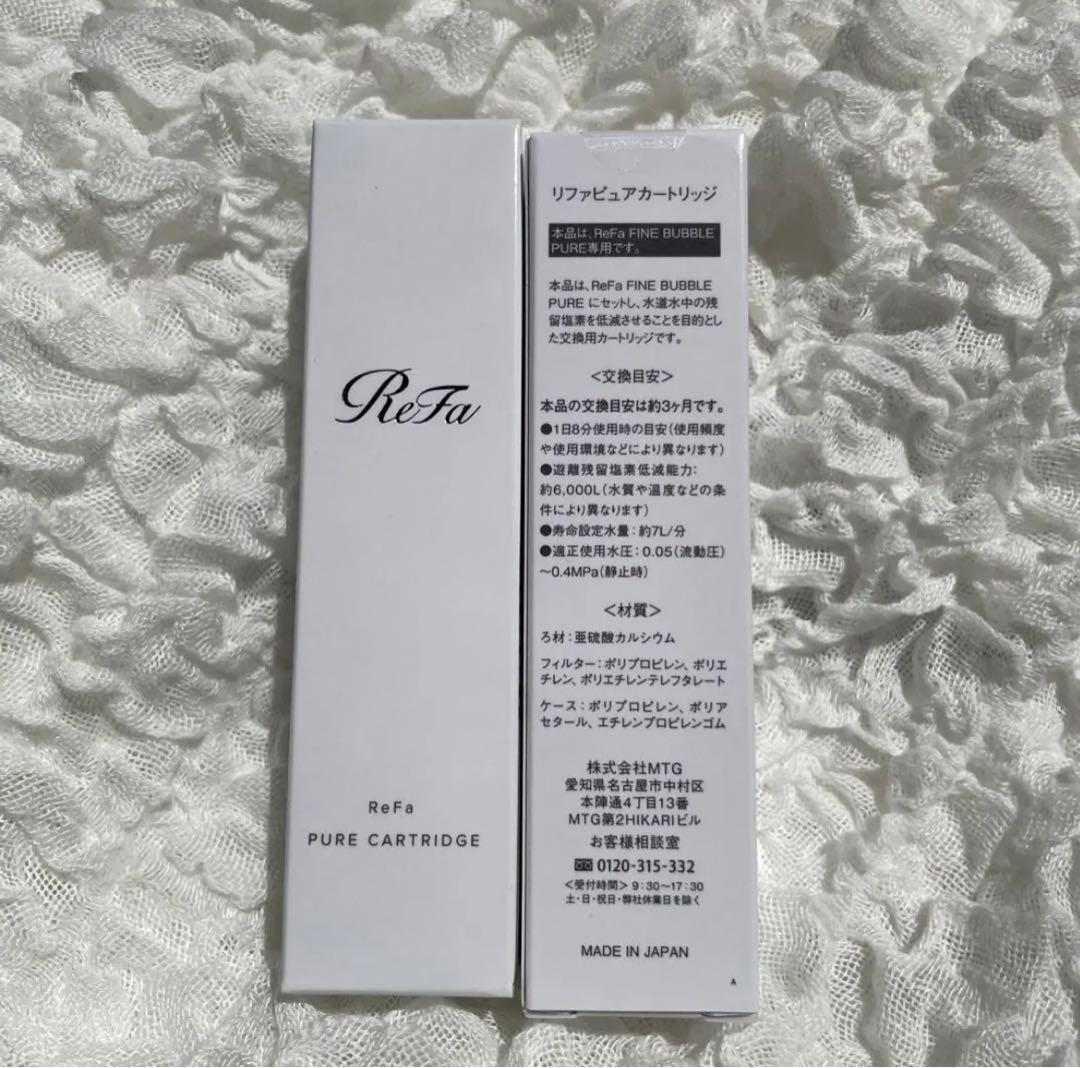 ReFa
ReFa
PURE CARTRIDGE
リファピュアカートリッジ
本品は、ReFa FINE BUBBLE
PURE専用です。
本品は、ReFa FINE BUBBLE
PURE にセットし、水道水中の残
留塩素を低減させることを目的とし
た交換用カートリッジです。
＜交換目安＞
本品の交換目安は約3ヶ月です。
●1日8分使用時の目安（使用頻度
や使用環境などにより異なります）
●遊離残留塩素低減能力：
約6,000L（水質や温度などの条
件により異なります）
●寿命設定水量：約7L/分
●適正使用水圧：0.05（流動圧）
～0.4MPa（静止時）
＜材質＞
ろ材：亜硫酸カルシウム
フィルター：ポリプロピレン、ポリエ
チレン、ポリエチレンテレフタレート
ケース：ポリプロピレン、ポリア
セタール、エチレンプロピレンゴム
株式会社MTG
愛知県名古屋市中村区
本陣通4丁目13番
MTG第2HIKARIビル
お客様相談室
0120-315-332
＜受付時間＞9：30～17：30
土・日・祝日・弊社休業日を除く
MADE IN JAPAN
A